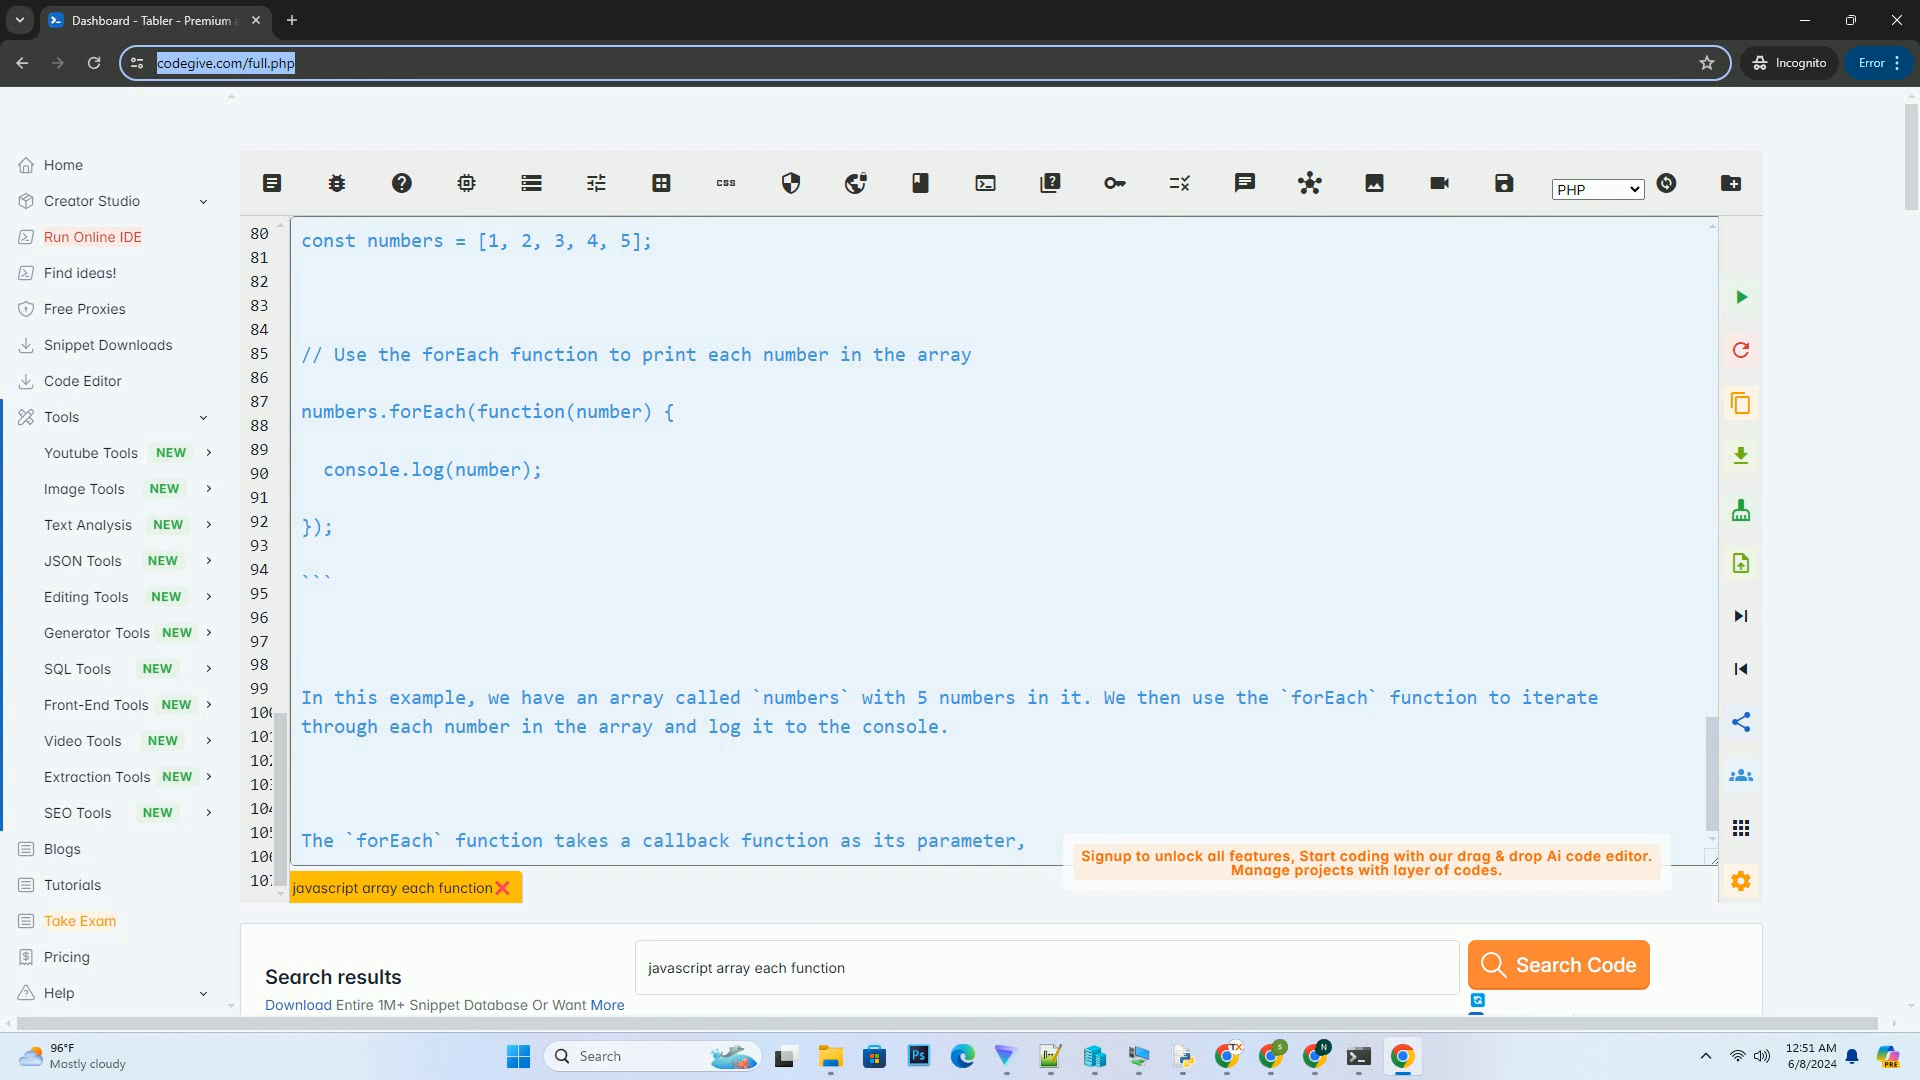 Dashboard - Tabler - Premium
codegive.com/full.php
Incognito
Error
Home
Creator Studio
Run Online IDE
Find ideas!
Free Proxies
Snippet Downloads
Code Editor
Tools
Youtube Tools NEW
Image Tools NEW
Text Analysis NEW
JSON Tools NEW
Editing Tools NEW
Generator Tools NEW
SQL Tools NEW
Front-End Tools NEW
Video Tools NEW
Extraction Tools NEW
SEO Tools NEW
Blogs
Tutorials
Take Exam
Pricing
Help
css
PHP
80
81
82
83
84
85
86
87
88
89
90
91
92
93
94
95
96
97
98
99
const numbers = [1, 2, 3, 4, 5];
// Use the forEach function to print each number in the array
numbers.forEach(function(number) {
console.log(number);
});
```
In this example, we have an array called `numbers` with 5 numbers in it. We then use the `forEach` function to iterate
through each number in the array and log it to the console.
The `forEach` function takes a callback function as its parameter,
Signup to unlock all features, Start coding with our drag & drop Ai code editor.
Manage projects with layer of codes.
javascript array each function
Search results
Download Entire 1M+ Snippet Database Or Want More
javascript array each function
Search Code
96°F
Mostly cloudy
Search
12:51 AM
6/8/2024